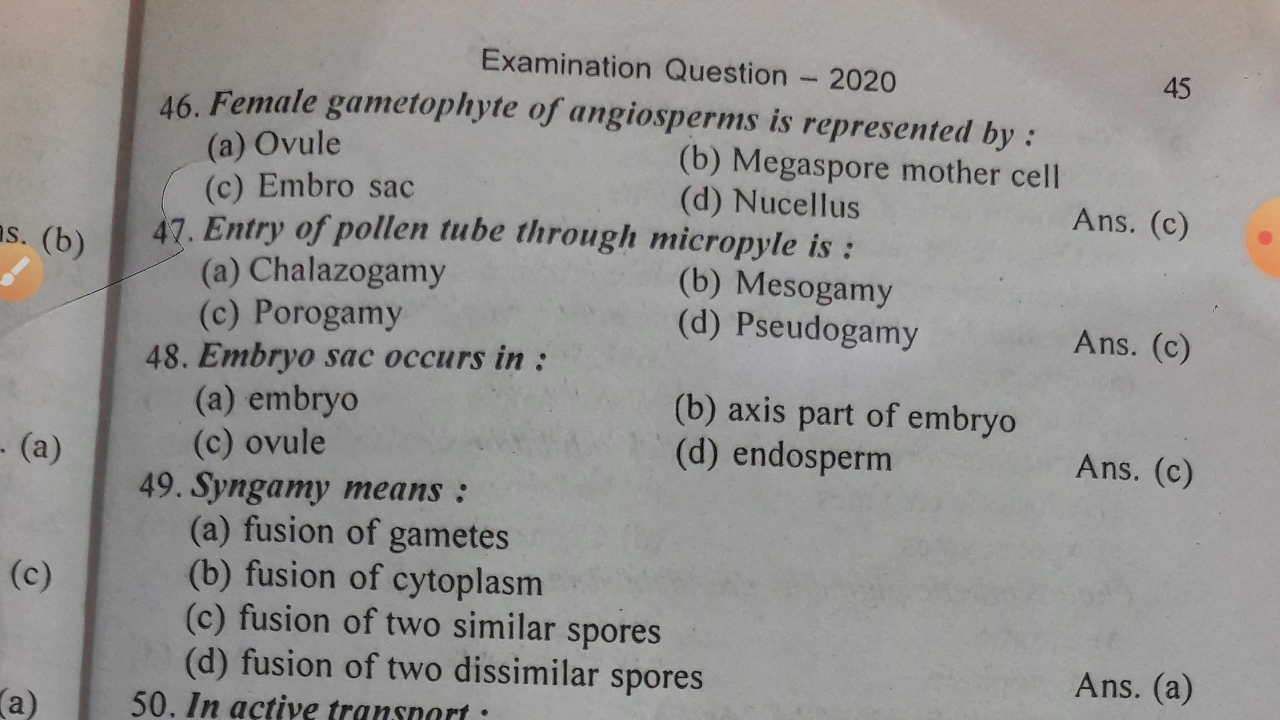 Examination Question – 2020
45
46. Female gametophyte of angiosperms is represented by :
(a) Ovule
(b) Megaspore mother cell
(c) Embro sac
(d) Nucellus
Ans. (c)
47. Entry of pollen tube through micropyle is :
(a) Chalazogamy
(b) Mesogamy
(c) Porogamy
(d) Pseudogamy
Ans. (c)
48. Embryo sac occurs in :
(a) embryo
(b) axis part of embryo
(c) ovule
(d) endosperm
Ans. (c)
49. Syngamy means :
(a) fusion of gametes
(b) fusion of cytoplasm
(c) fusion of two similar spores
(d) fusion of two dissimilar spores
Ans. (a)
50. In active transport :
s. (b)
. (a)
(c)
(a)